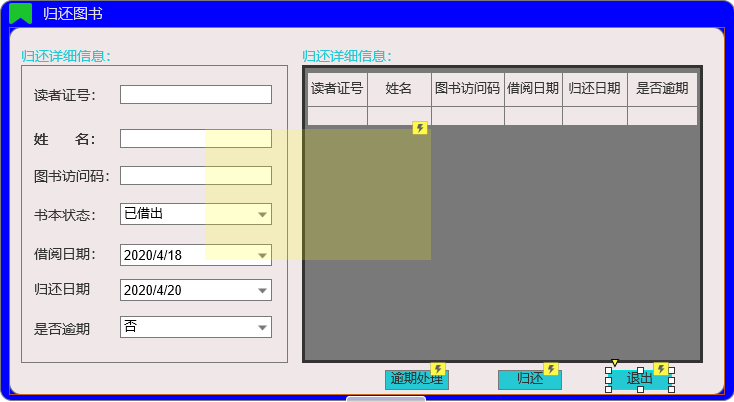 归还图书
归还详细信息：
读者证号：
姓 名：
图书访问码：
书本状态： 已借出
借阅日期： 2020/4/18
归还日期 2020/4/20
是否逾期 否
归还详细信息：
读者证号 姓名 图书访问码 借阅日期 归还日期 是否逾期
逾期处理 归还 退出